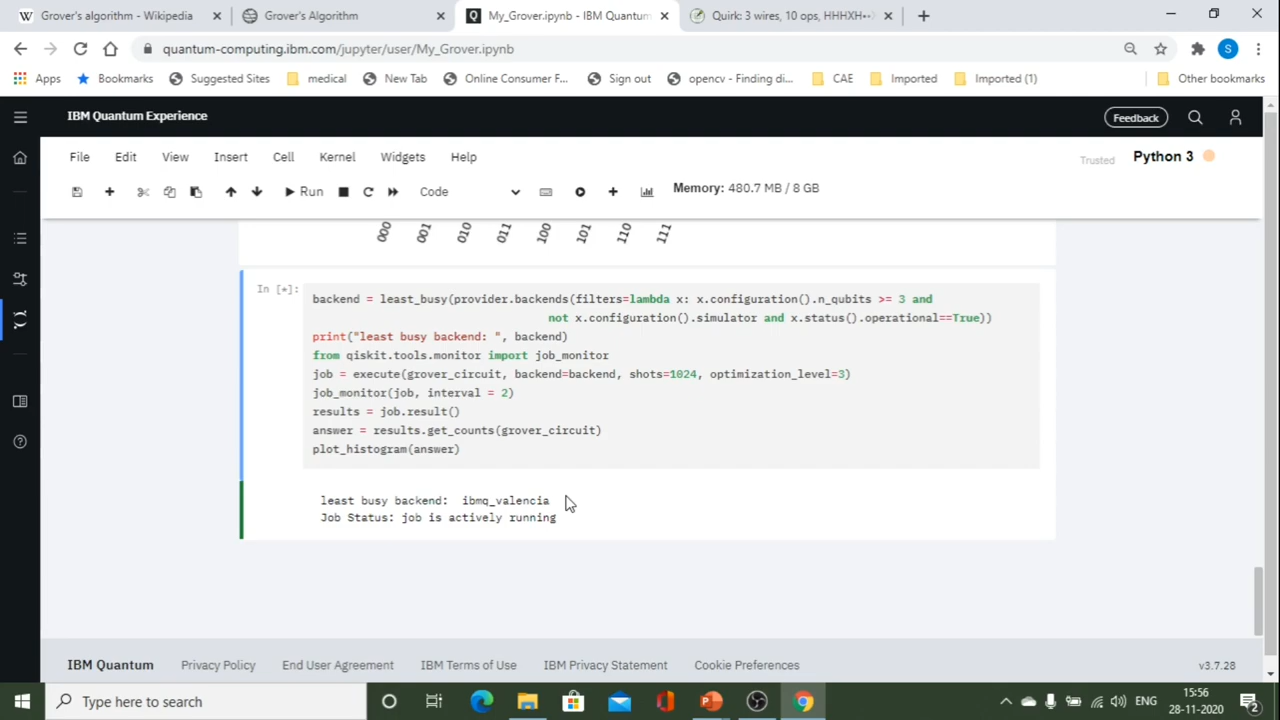 Grover's algorithm - Wikipedia
Grover's Algorithm
My_Grover.ipynb - IBM Quantum
Quirk: 3 wires, 10 ops, HHHXH
quantum-computing.ibm.com/jupyter/user/My_Grover.ipynb
S
Apps
Bookmarks
Suggested Sites
medical
New Tab
Online Consumer F...
Sign out
opencv - Finding di...
CAE
Imported
Imported (1)
Other bookmarks
IBM Quantum Experience
Feedback
File Edit View Insert Cell Kernel Widgets Help
Trusted
Python 3
Run
Code
Memory: 480.7 MB / 8 GB
000 001 010 011 100 101 110 111
In [*]:
backend = least_busy(provider.backends(filters=lambda x: x.configuration().n_qubits >= 3 and
not x.configuration().simulator and x.status().operational==True))
print("least busy backend: ", backend)
from qiskit.tools.monitor import job_monitor
job = execute(grover_circuit, backend=backend, shots=1024, optimization_level=3)
job_monitor(job, interval = 2)
results = job.result()
answer = results.get_counts(grover_circuit)
plot_histogram(answer)
least busy backend:  ibmq_valencia
Job Status: job is actively running
IBM Quantum
Privacy Policy
End User Agreement
IBM Terms of Use
IBM Privacy Statement
Cookie Preferences
v3.7.28
Type here to search
ENG
15:56
28-11-2020
2